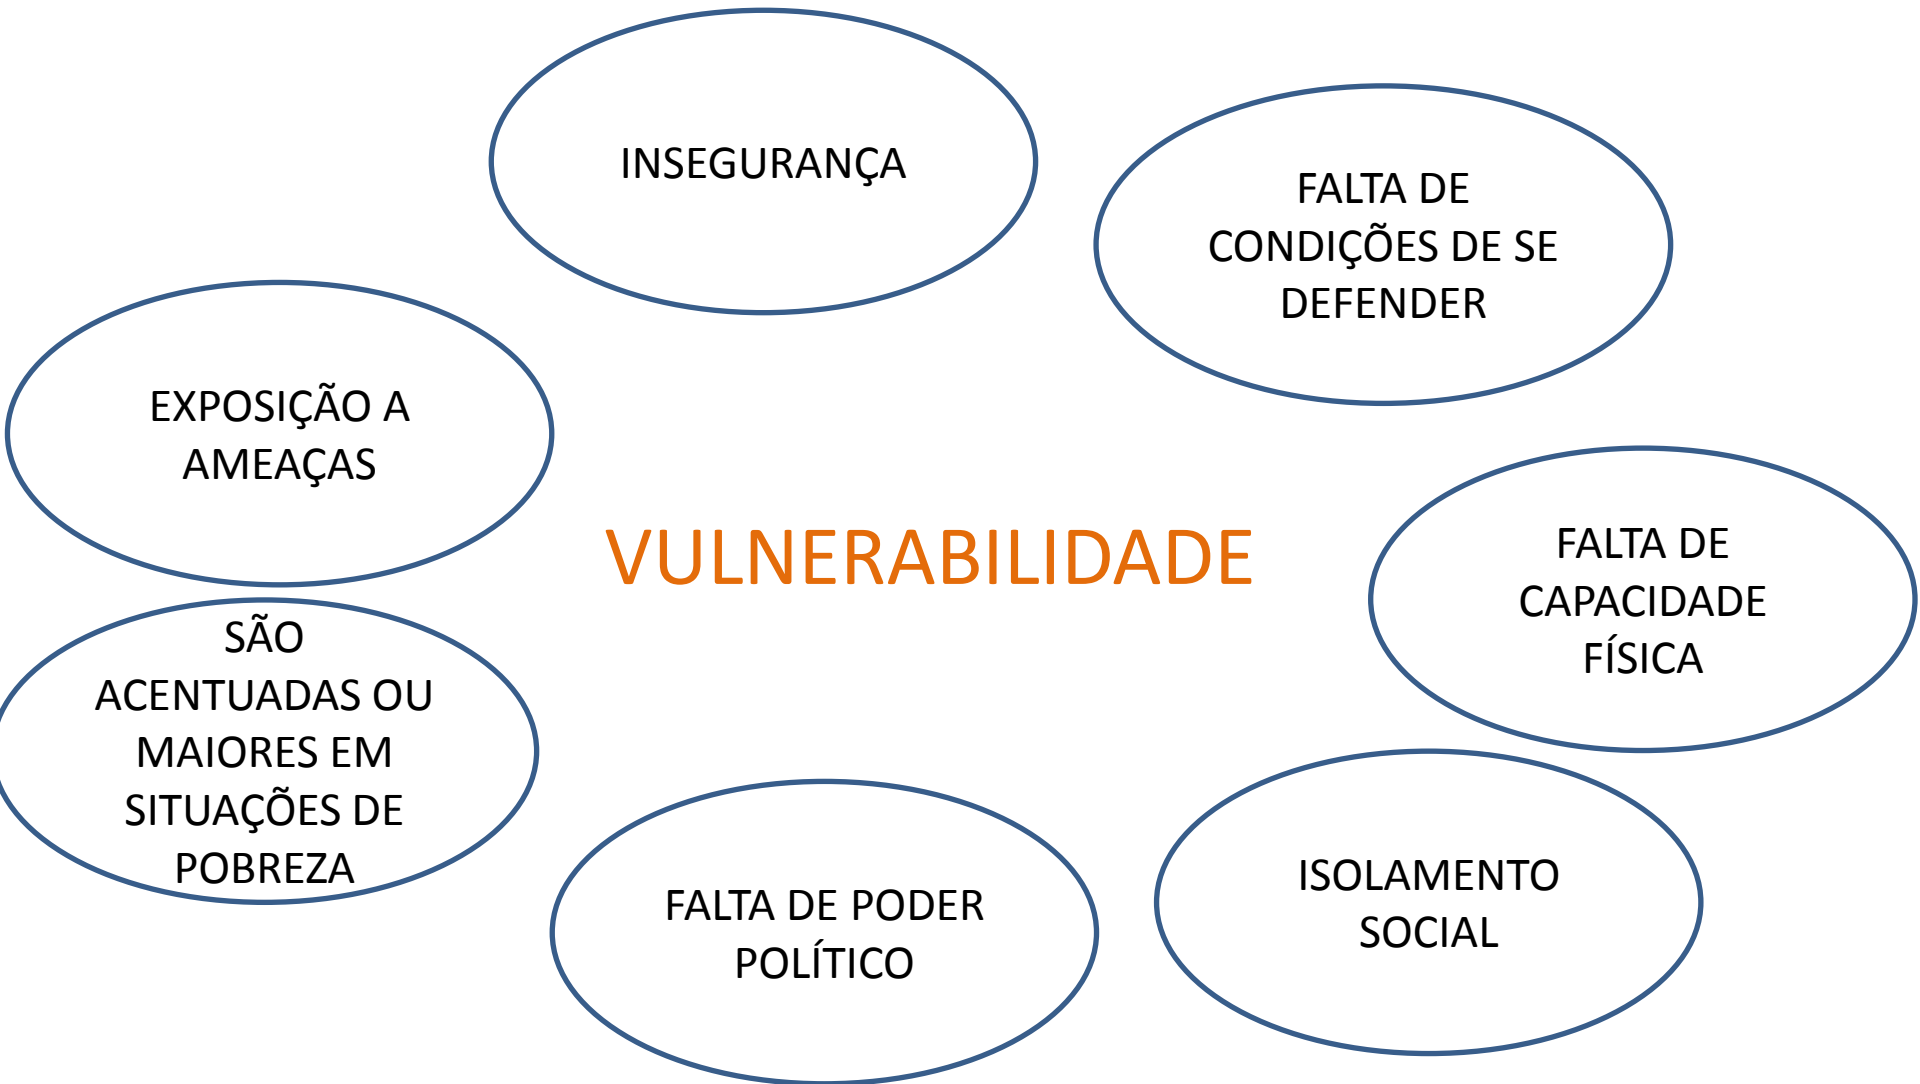 INSEGURANÇA
FALTA DE
CONDIÇÕES DE SE
DEFENDER
EXPOSIÇÃO A
AMEAÇAS
VULNERABILIDADE
FALTA DE
CAPACIDADE
FÍSICA
SÃO
ACENTUADAS OU
MAIORES EM
SITUAÇÕES DE
POBREZA
FALTA DE PODER
POLÍTICO
ISOLAMENTO
SOCIAL